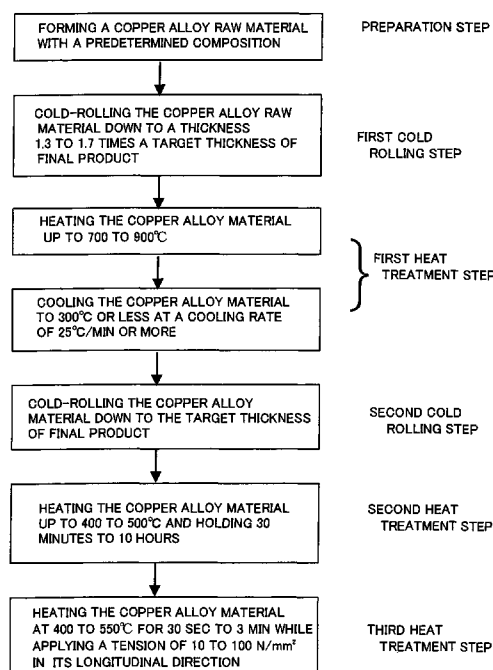 FORMING A COPPER ALLOY RAW MATERIAL
WITH A PREDETERMINED COMPOSITION
PREPARATION STEP
COLD-ROLLING THE COPPER ALLOY RAW
MATERIAL DOWN TO A THICKNESS
1.3 TO 1.7 TIMES A TARGET THICKNESS OF
FINAL PRODUCT
FIRST COLD
ROLLING STEP
HEATING THE COPPER ALLOY MATERIAL
UP TO 700 TO 900℃
FIRST HEAT
TREATMENT STEP
COOLING THE COPPER ALLOY MATERIAL
TO 300℃ OR LESS AT A COOLING RATE
OF 25℃/MIN OR MORE
COLD-ROLLING THE COPPER ALLOY
MATERIAL DOWN TO THE TARGET THICKNESS
OF FINAL PRODUCT
SECOND COLD
ROLLING STEP
HEATING THE COPPER ALLOY MATERIAL
UP TO 400 TO 500℃ AND HOLDING 30
MINUTES TO 10 HOURS
SECOND HEAT
TREATMENT STEP
HEATING THE COPPER ALLOY MATERIAL
AT 400 TO 550℃ FOR 30 SEC TO 3 MIN WHILE
APPLYING A TENSION OF 10 TO 100 N/mm²
IN ITS LONGITUDINAL DIRECTION
THIRD HEAT
TREATMENT STEP